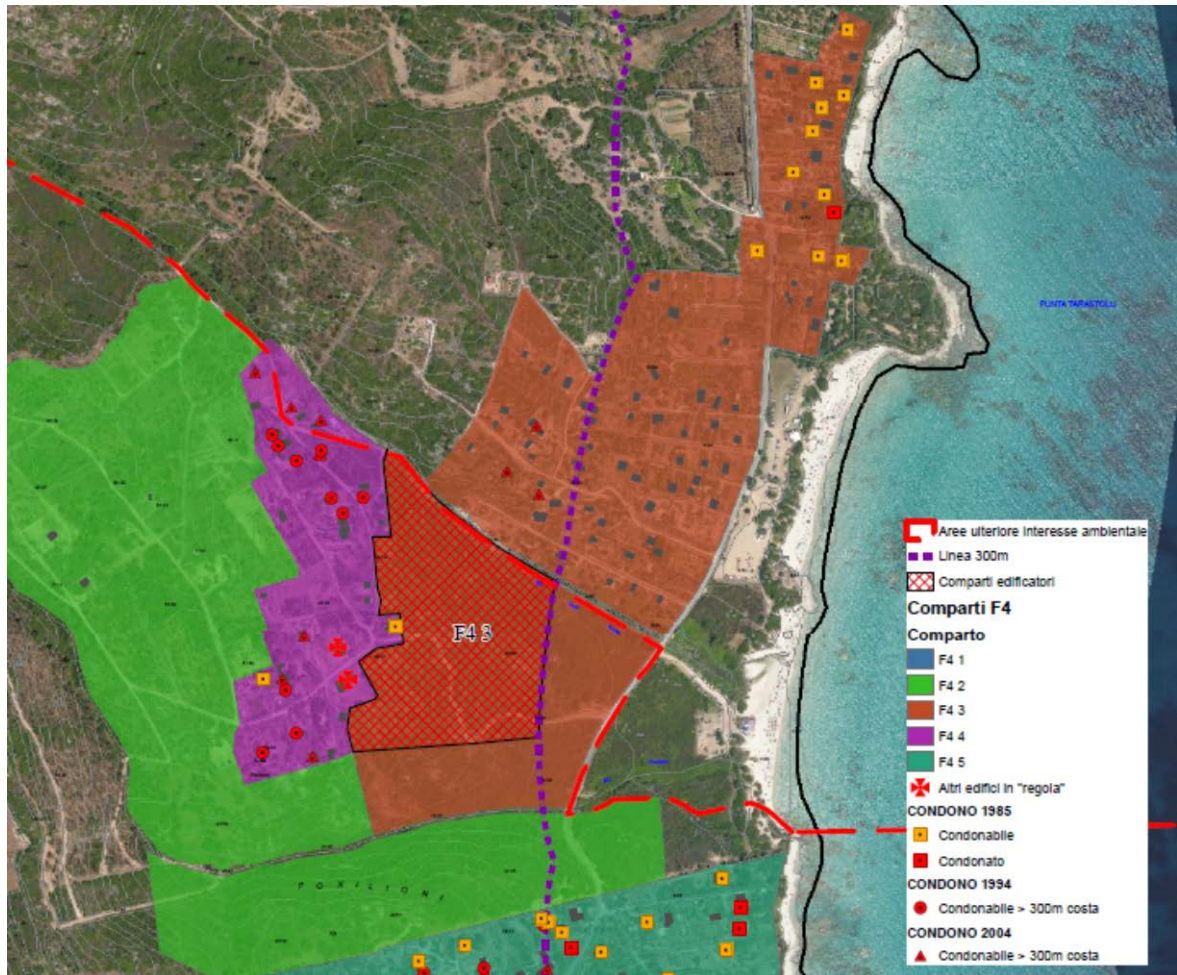 PUNTA TARASTOLU
F4 3
POXILIONI
Aree ulteriore interesse ambientale
Linea 300m
Comparti edificatori
Comparti F4
Comparto
F4 1
F4 2
F4 3
F4 4
F4 5
Altri edifici in "regola"
CONDONO 1985
Condonabile
Condonato
CONDONO 1994
Condonabile > 300m costa
CONDONO 2004
Condonabile > 300m costa